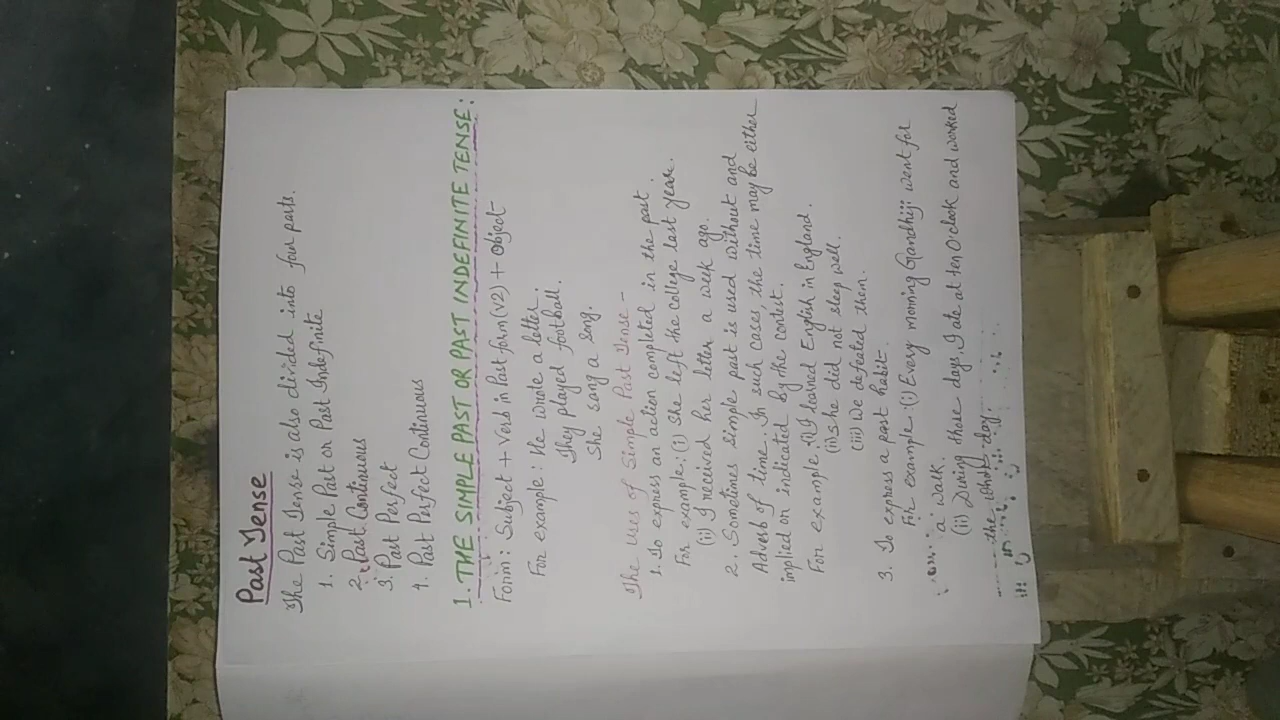 Past Tense
The Past Tense is also divided into four parts.
1. Simple Past or Past Indefinite
2. Past Continuous
3. Past Perfect
4. Past Perfect Continuous
1. THE SIMPLE PAST OR PAST INDEFINITE TENSE:
Form: Subject + Verb in Past form (v2) + Object
For example: He wrote a letter.
They played football.
She sang a song.
The uses of Simple Past Tense -
1. To express an action completed in the past.
For example: (i) She left the college last year.
(i) I received her letter a week ago.
2. Sometimes simple past is used without and
Adverb of time. In such cases, the time may be either
implied or indicated by the contect.
For example: (i) I learned English in England.
(ii) She did not sleep well.
(iii) We defeated them.
3. To express a past habit.
For example: (i) Every morning Gandhiji went for
a walk.
(ii) During those days, I ate at ten O'clock and worked
the whole day.